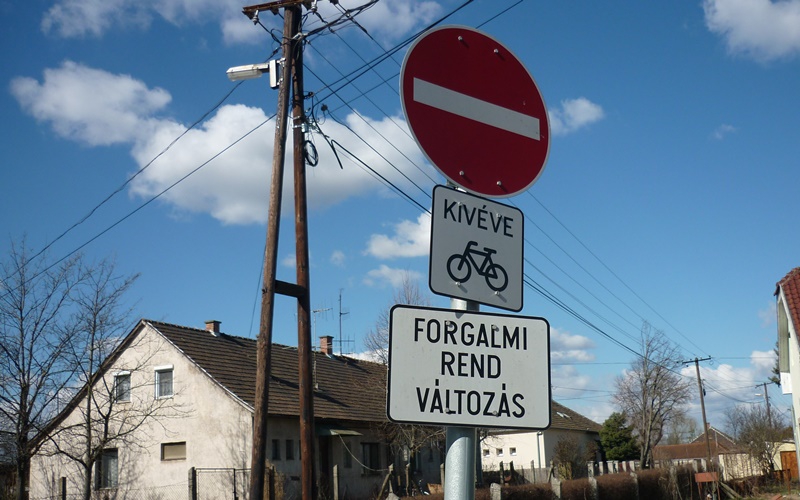 KIVÉVE
FORGALMI
REND
VÁLTOZÁS